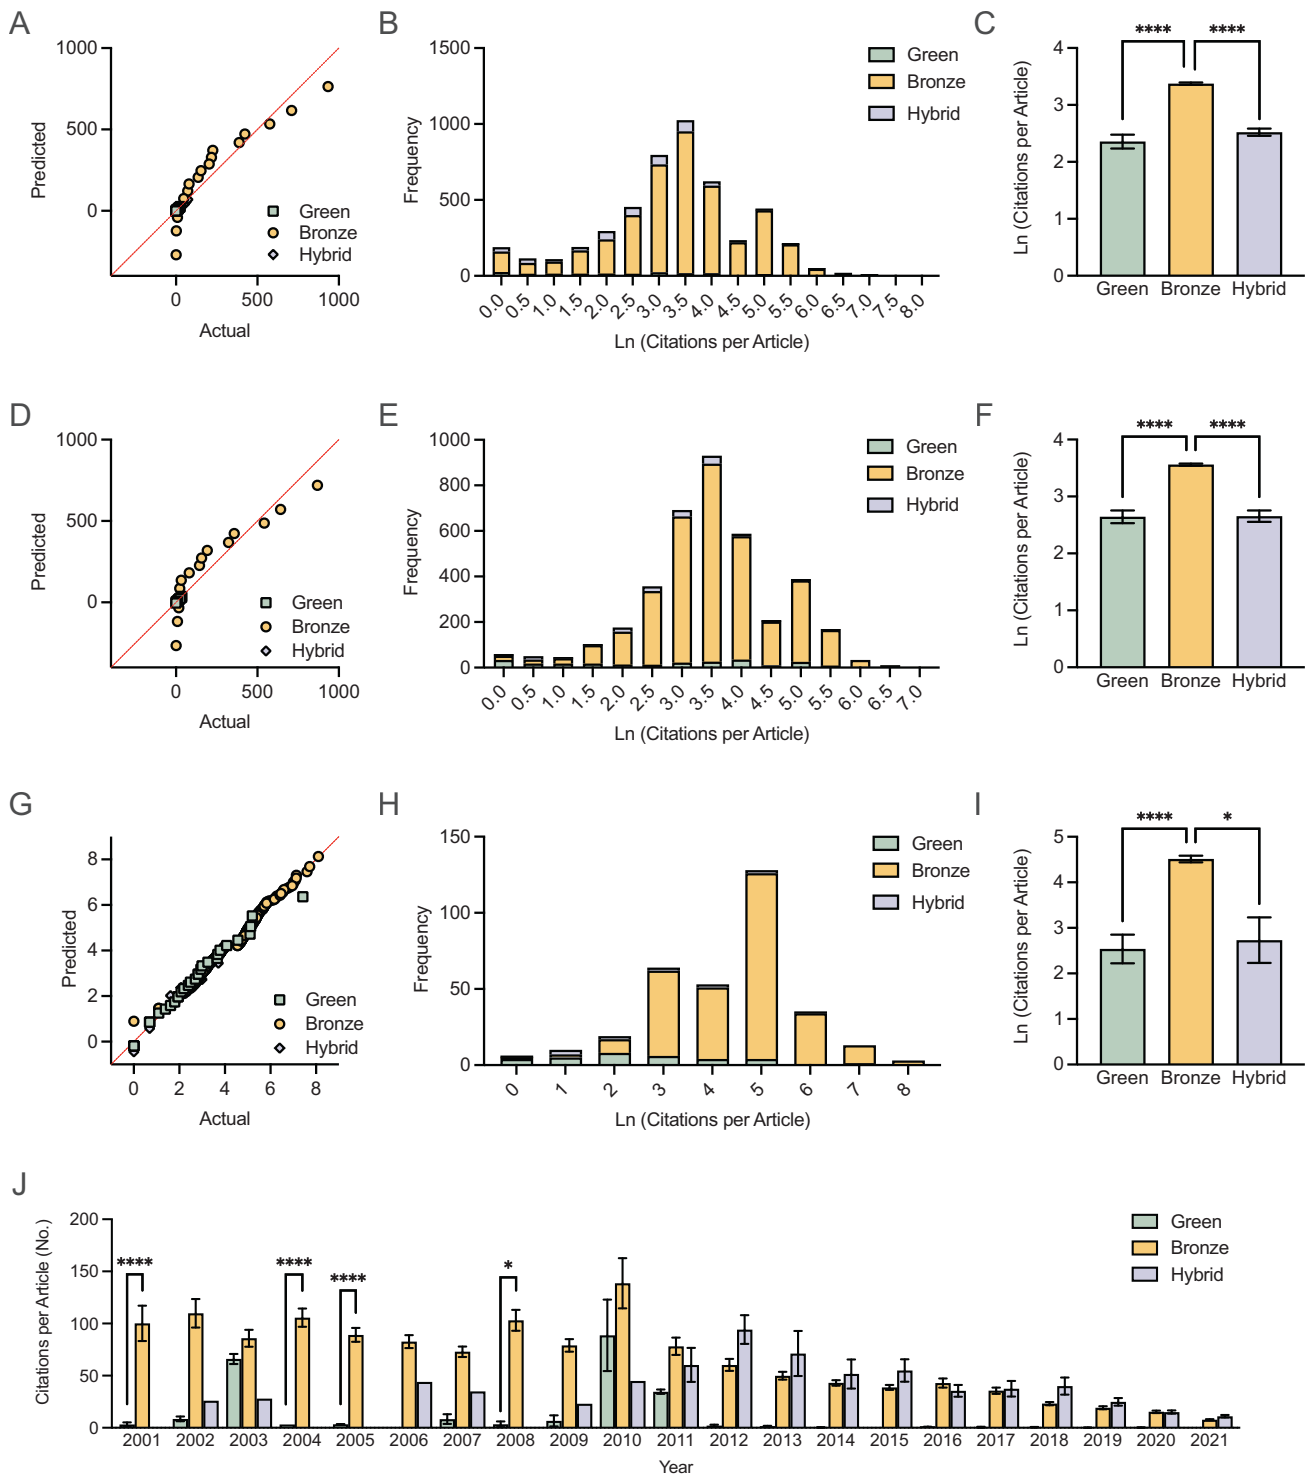 A
1000
500
0
Predicted
Green
Bronze
Hybrid
0 500 1000
Actual
B
1500
1000
500
0
Frequency
Green
Bronze
Hybrid
0.0 0.5 1.0 1.5 2.0 2.5 3.0 3.5 4.0 4.5 5.0 5.5 6.0 6.5 7.0 7.5 8.0
Ln (Citations per Article)
C
**** ****
4
3
2
1
0
Ln (Citations per Article)
Green Bronze Hybrid
D
1000
500
0
Predicted
Green
Bronze
Hybrid
0 500 1000
Actual
E
1000
800
600
400
200
0
Frequency
Green
Bronze
Hybrid
0.0 0.5 1.0 1.5 2.0 2.5 3.0 3.5 4.0 4.5 5.0 5.5 6.0 6.5 7.0
Ln (Citations per Article)
F
**** ****
4
3
2
1
0
Ln (Citations per Article)
Green Bronze Hybrid
G
8
6
4
2
0
Predicted
Green
Bronze
Hybrid
0 2 4 6 8
Actual
H
150
100
50
0
Frequency
Green
Bronze
Hybrid
0 1 2 3 4 5 6 7 8
Ln (Citations per Article)
I
**** *
5
4
3
2
1
0
Ln (Citations per Article)
Green Bronze Hybrid
J
200
150
100
50
0
Citations per Article (No.)
**** **** **** *
Green
Bronze
Hybrid
2001 2002 2003 2004 2005 2006 2007 2008 2009 2010 2011 2012 2013 2014 2015 2016 2017 2018 2019 2020 2021
Year